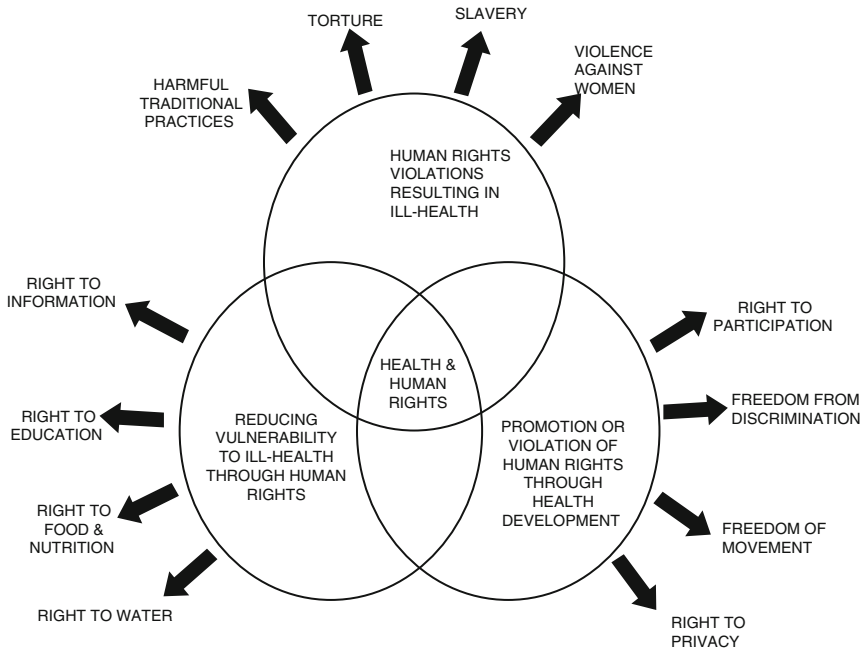 TORTURE
SLAVERY
VIOLENCE
AGAINST
WOMEN
HARMFUL
TRADITIONAL
PRACTICES
HUMAN RIGHTS
VIOLATIONS
RESULTING IN
ILL-HEALTH
RIGHT TO
INFORMATION
RIGHT TO
EDUCATION
RIGHT TO
FOOD &
NUTRITION
RIGHT TO WATER
REDUCING
VULNERABILITY
TO ILL-HEALTH
THROUGH HUMAN
RIGHTS
HEALTH &
HUMAN
RIGHTS
PROMOTION OR
VIOLATION OF
HUMAN RIGHTS
THROUGH
HEALTH
DEVELOPMENT
RIGHT TO
PARTICIPATION
FREEDOM FROM
DISCRIMINATION
FREEDOM OF
MOVEMENT
RIGHT TO
PRIVACY